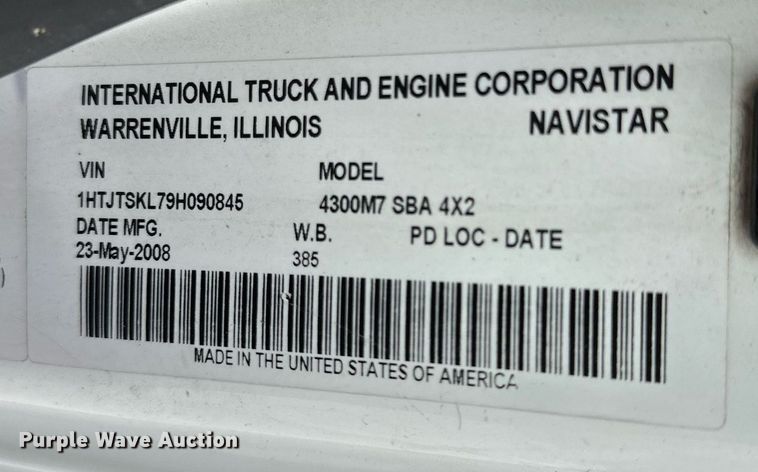 INTERNATIONAL TRUCK AND ENGINE CORPORATION
WARRENVILLE, ILLINOIS NAVISTAR
VIN MODEL
1HTJTSKL79H090845 4300M7 SBA 4X2
DATE MFG. W.B. PD LOC - DATE
23-May-2008 385
MADE IN THE UNITED STATES OF AMERICA
Purple Wave Auction